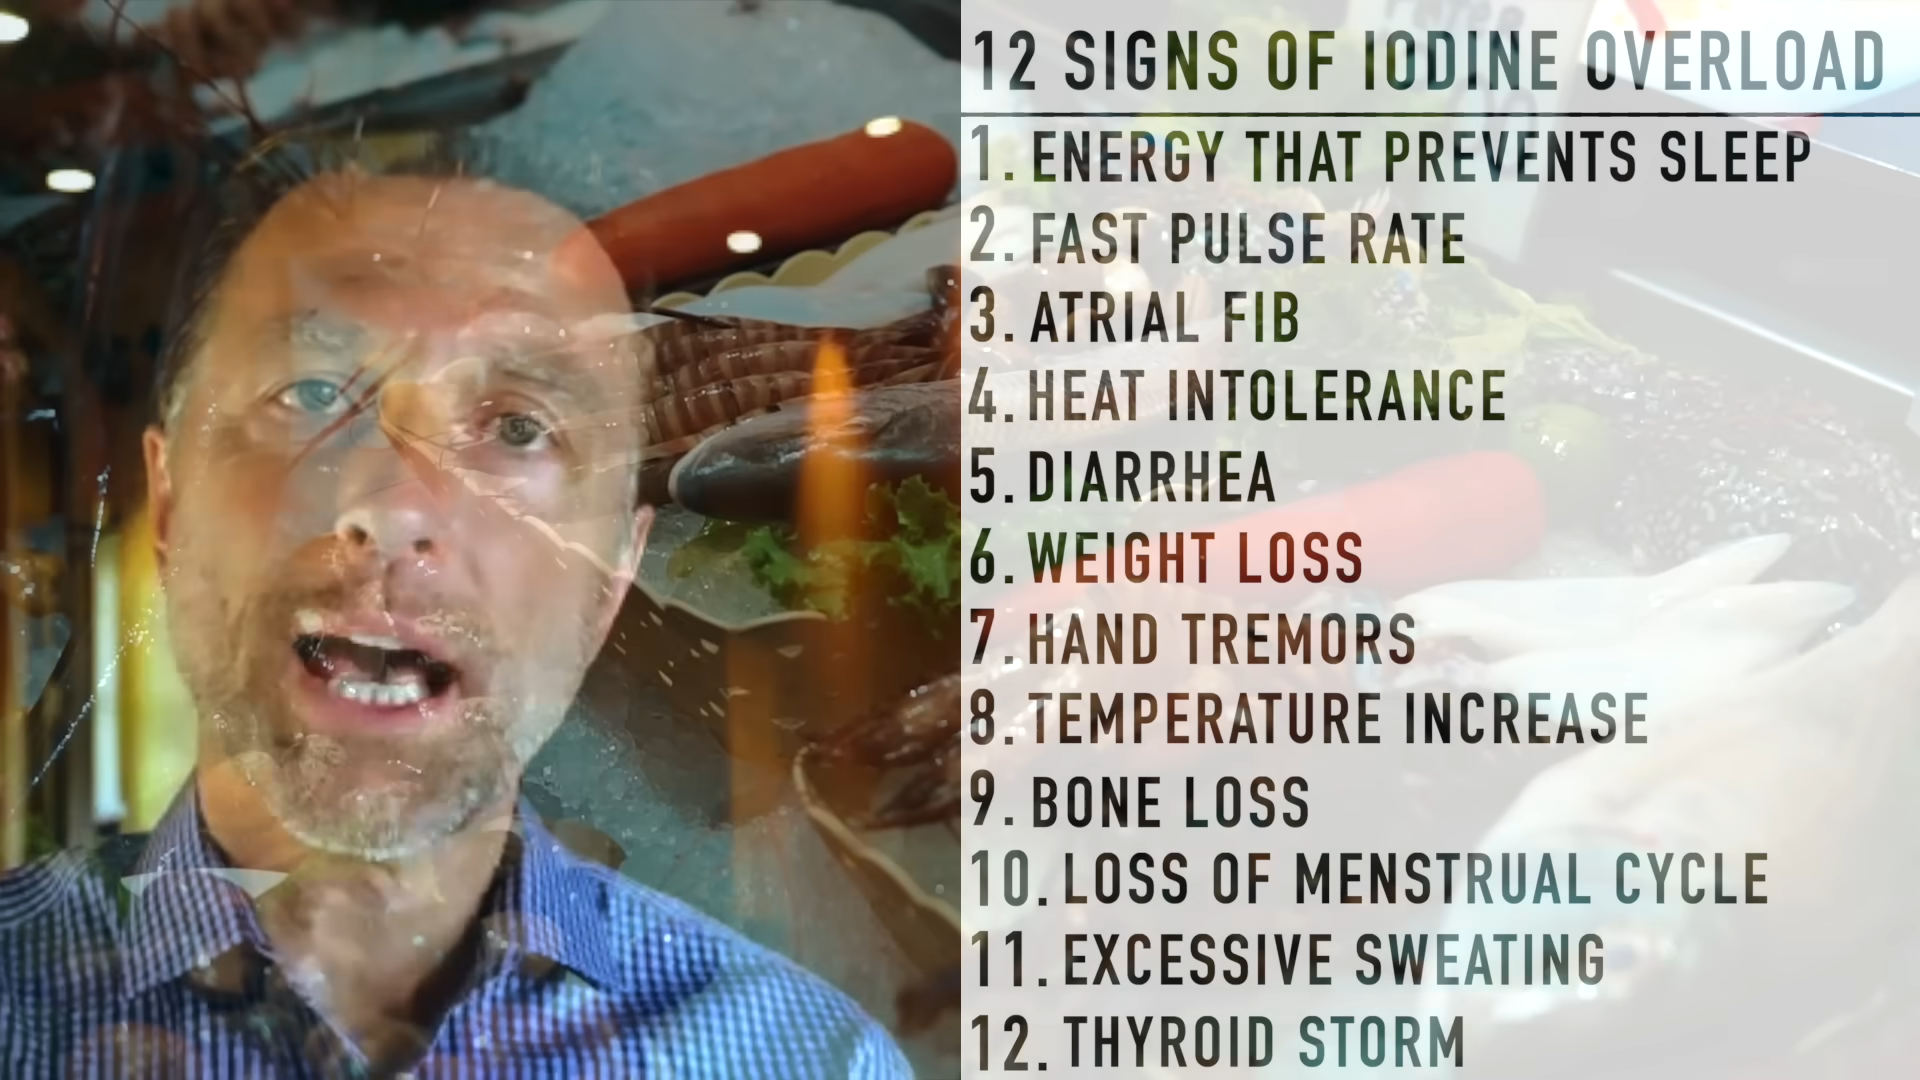 12 SIGNS OF IODINE OVERLOAD
1. ENERGY THAT PREVENTS SLEEP
2. FAST PULSE RATE
3. ATRIAL FIB
4. HEAT INTOLERANCE
5. DIARRHEA
6. WEIGHT LOSS
7. HAND TREMORS
8. TEMPERATURE INCREASE
9. BONE LOSS
10. LOSS OF MENSTRUAL CYCLE
11. EXCESSIVE SWEATING
12. THYROID STORM